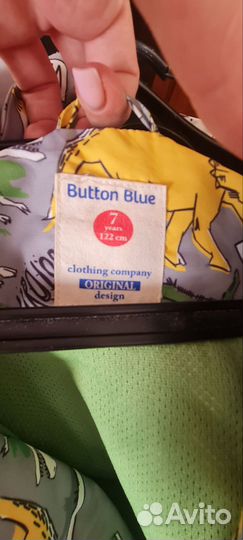 Button Blue
7
years
122 cm
clothing company
ORIGINAL
design
Avito